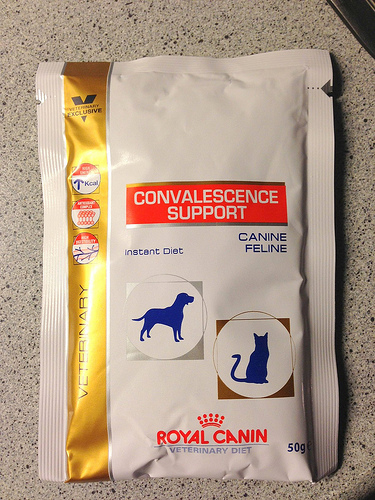 VETERINARY
EXCLUSIVE
Kcal
CONVALESCENCE
SUPPORT
Instant Diet
CANINE
FELINE
VETERINARY
ROYAL CANIN
VETERINARY DIET
50g